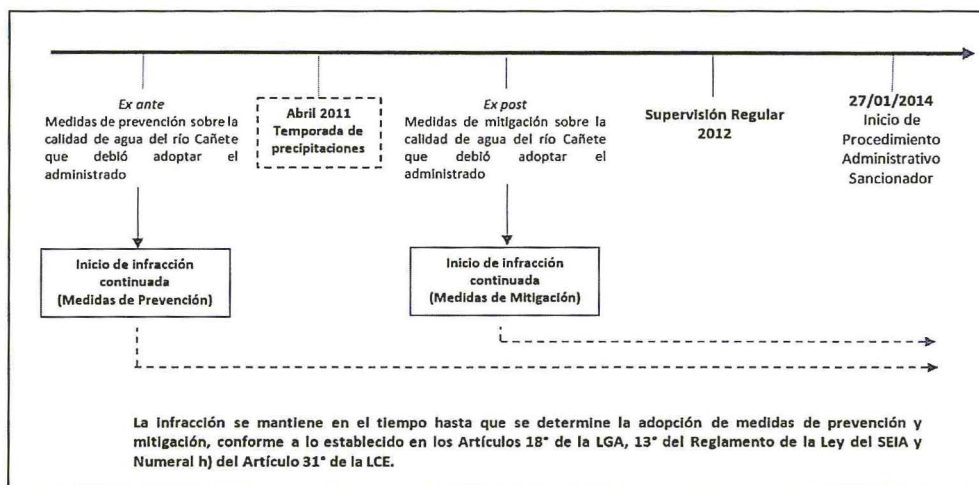 Ex ante
Medidas de prevención sobre la
calidad de agua del río Cañete
que debió adoptar el
administrado
Abril 2011
Temporada de
precipitaciones
Ex post
Medidas de mitigación sobre la
calidad de agua del río Cañete
que debió adoptar el
administrado
Supervisión Regular
2012
27/01/2014
Inicio de
Procedimiento
Administrativo
Sancionador
Inicio de infracción
continuada
(Medidas de Prevención)
Inicio de infracción
continuada
(Medidas de Mitigación)
La infracción se mantiene en el tiempo hasta que se determine la adopción de medidas de prevención y
mitigación, conforme a lo establecido en los Artículos 18° de la LGA, 13° del Reglamento de la Ley del SEIA y
Numeral h) del Artículo 31° de la LCE.